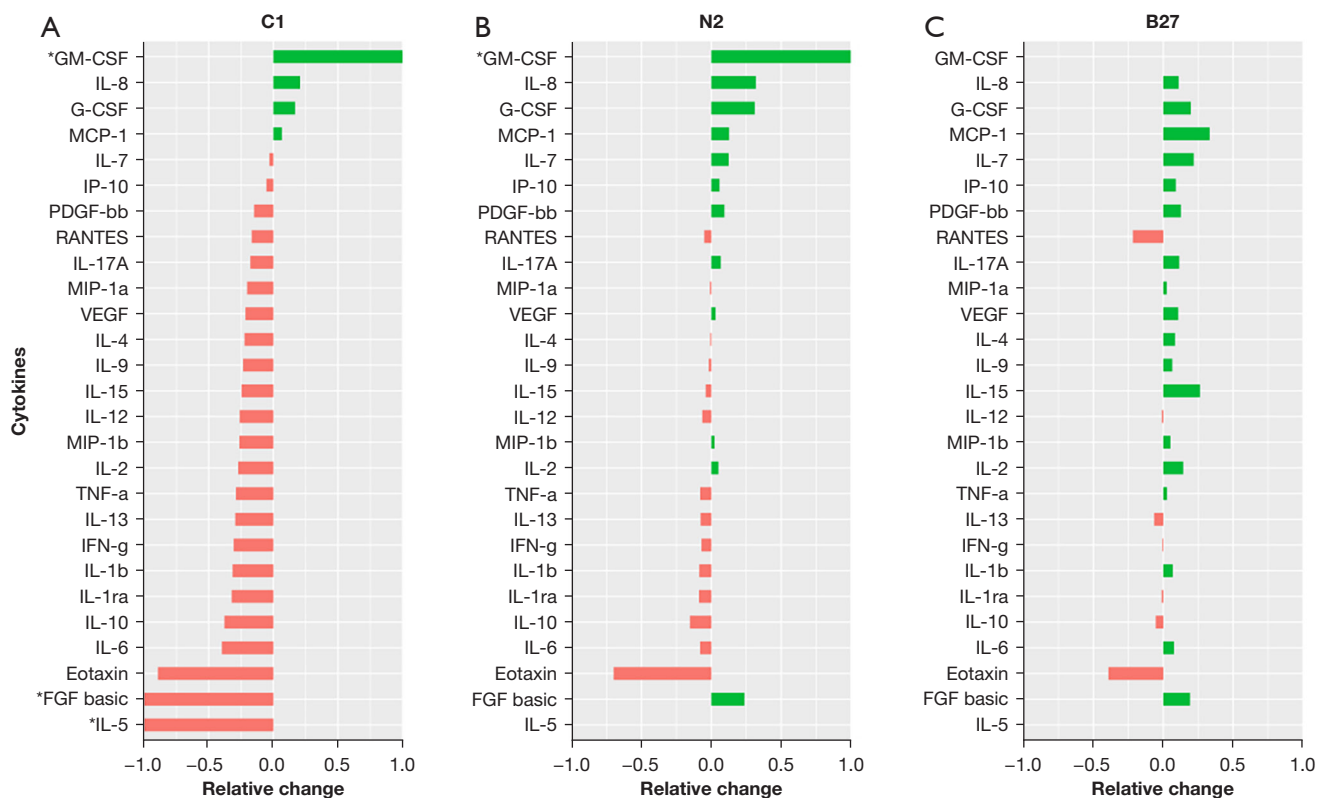 A
C1
Cytokines
*GM-CSF
IL-8
G-CSF
MCP-1
IL-7
IP-10
PDGF-bb
RANTES
IL-17A
MIP-1a
VEGF
IL-4
IL-9
IL-15
IL-12
MIP-1b
IL-2
TNF-a
IL-13
IFN-g
IL-1b
IL-1ra
IL-10
IL-6
Eotaxin
*FGF basic
*IL-5
−1.0 −0.5 0.0 0.5 1.0
Relative change
B
N2
*GM-CSF
IL-8
G-CSF
MCP-1
IL-7
IP-10
PDGF-bb
RANTES
IL-17A
MIP-1a
VEGF
IL-4
IL-9
IL-15
IL-12
MIP-1b
IL-2
TNF-a
IL-13
IFN-g
IL-1b
IL-1ra
IL-10
IL-6
Eotaxin
FGF basic
IL-5
−1.0 −0.5 0.0 0.5 1.0
Relative change
C
B27
GM-CSF
IL-8
G-CSF
MCP-1
IL-7
IP-10
PDGF-bb
RANTES
IL-17A
MIP-1a
VEGF
IL-4
IL-9
IL-15
IL-12
MIP-1b
IL-2
TNF-a
IL-13
IFN-g
IL-1b
IL-1ra
IL-10
IL-6
Eotaxin
FGF basic
IL-5
−1.0 −0.5 0.0 0.5 1.0
Relative change